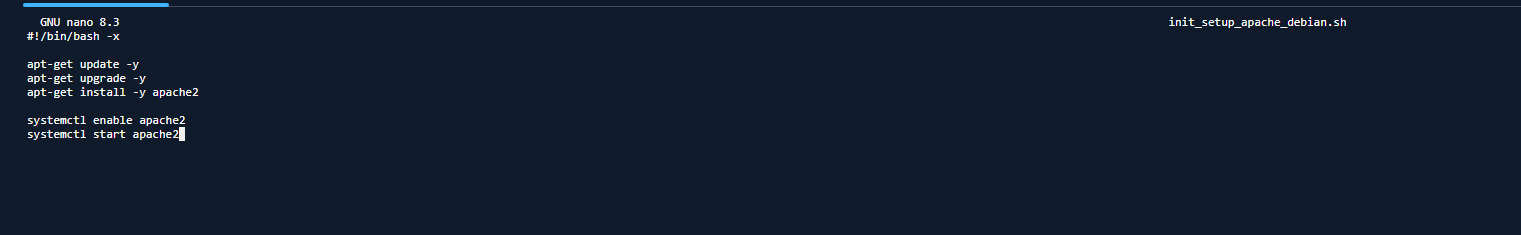 GNU nano 8.3 init_setup_apache_debian.sh
#!/bin/bash -x
apt-get update -y
apt-get upgrade -y
apt-get install -y apache2
systemctl enable apache2
systemctl start apache2